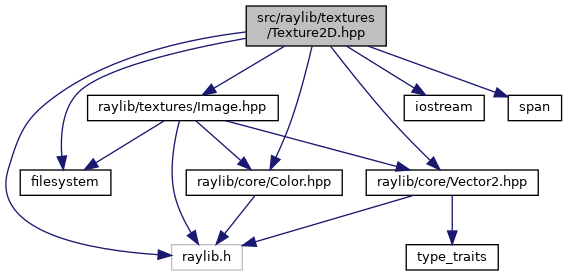 src/raylib/textures
/Texture2D.hpp
raylib/textures/Image.hpp
iostream
span
filesystem
raylib/core/Color.hpp
raylib/core/Vector2.hpp
raylib.h
type_traits